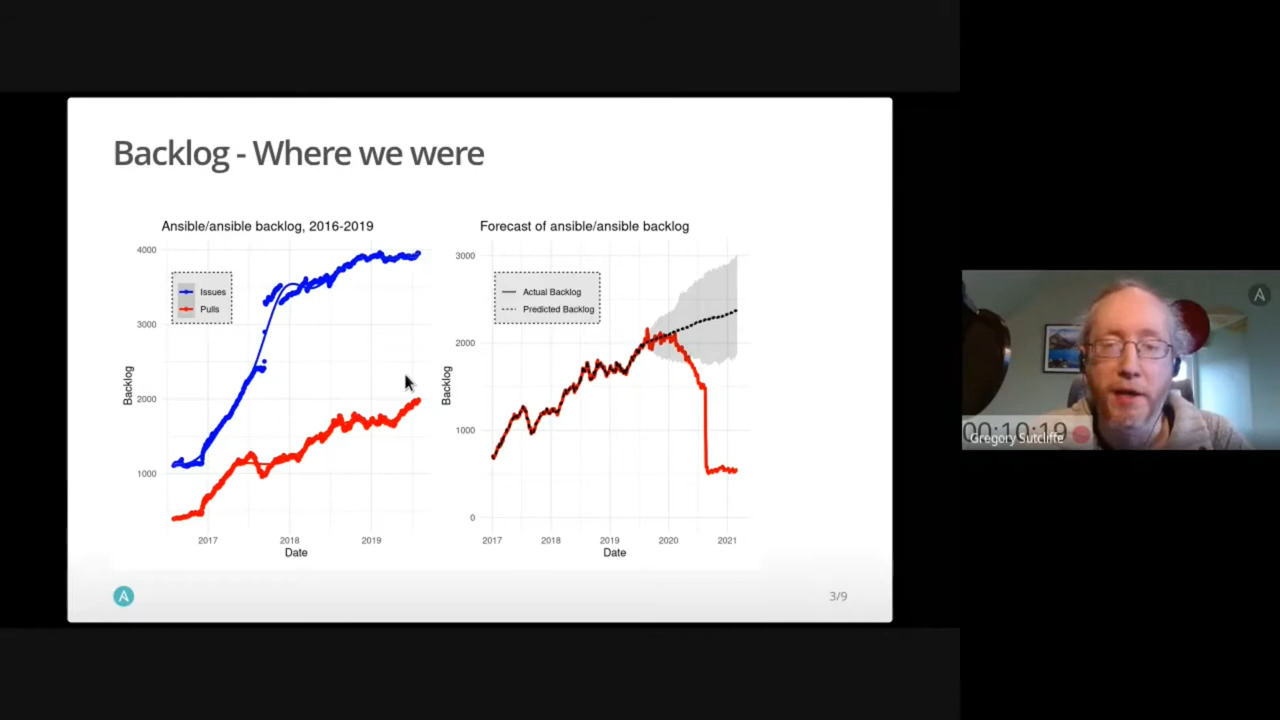 Backlog - Where we were
Ansible/ansible backlog, 2016-2019
4000
3000
2000
1000
Backlog
Issues
Pulls
2017
2018
2019
Date
Forecast of ansible/ansible backlog
3000
2000
1000
0
Backlog
Actual Backlog
Predicted Backlog
2017
2018
2019
2020
2021
Date
A
3/9
A
00:10:19
Gregory Sutcliffe